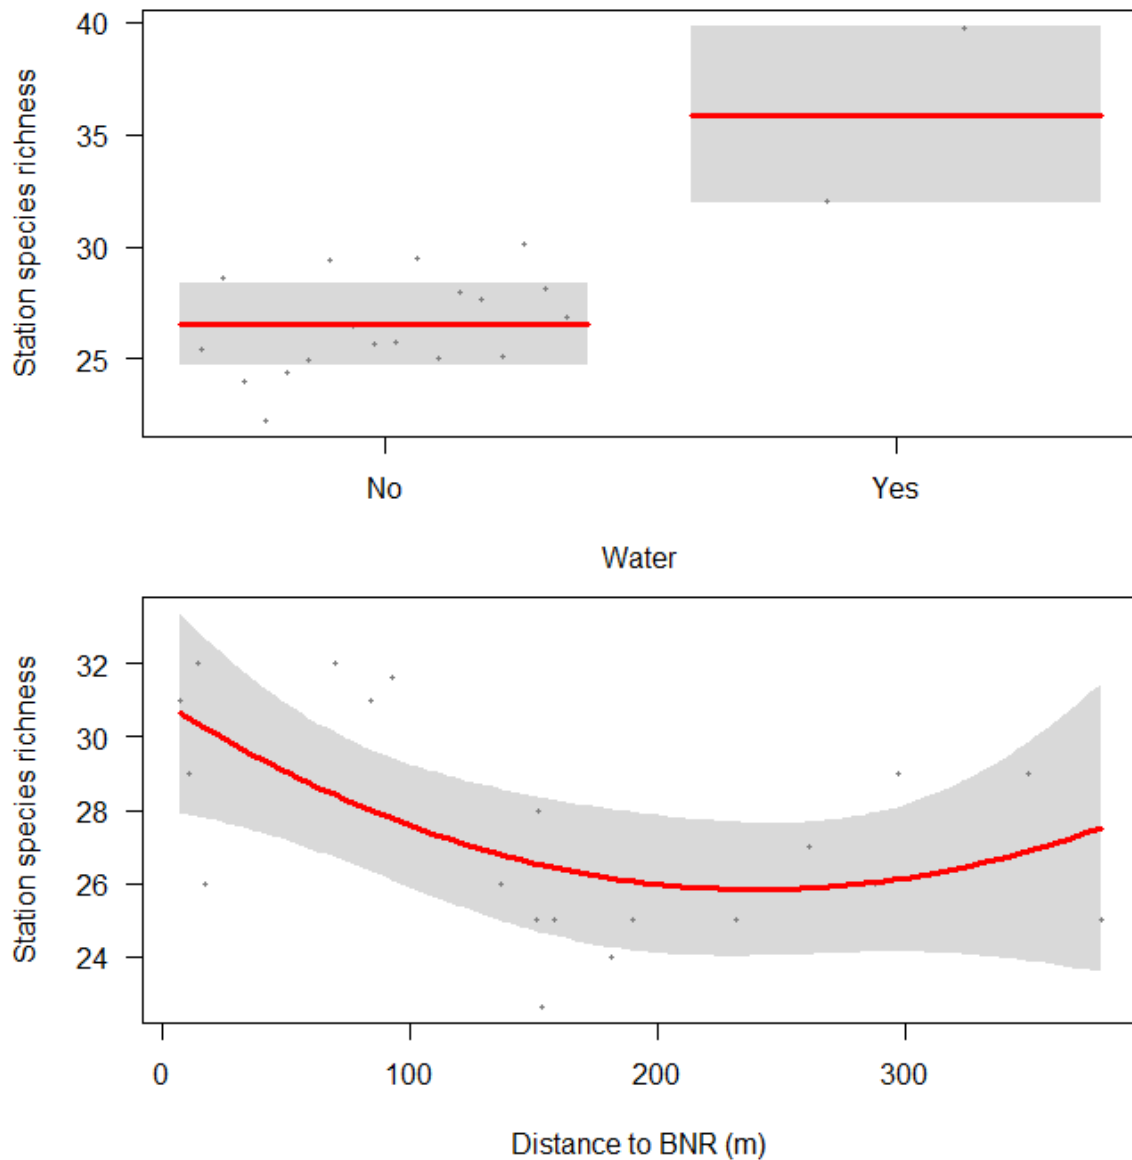 Station species richness
40
35
30
25
No Yes
Water
Station species richness
32
30
28
26
24
0 100 200 300
Distance to BNR (m)